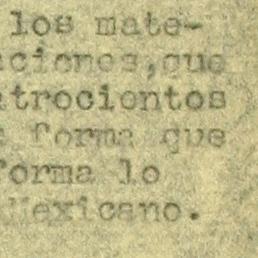 los mate-
ciones,que
trocientos
forma que
forma lo
Mexicano.